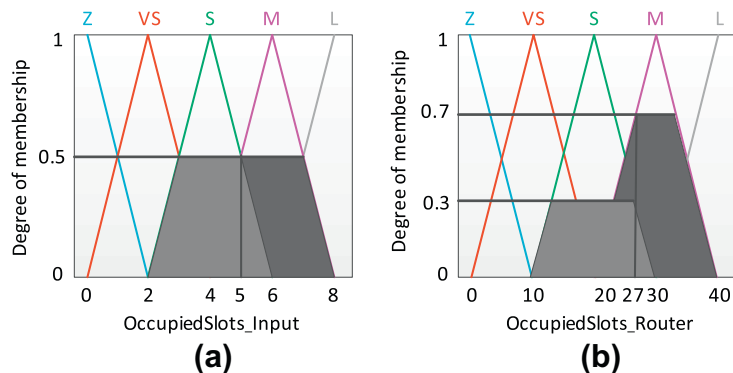 Z VS S M L
1
0.5
0
Degree of membership
0 2 4 5 6 8
OccupiedSlots_Input
(a)
Z VS S M L
1
0.7
0.3
0
Degree of membership
0 10 20 27 30 40
OccupiedSlots_Router
(b)